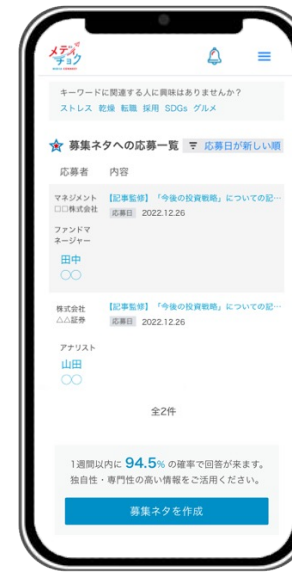 メディチョク
キーワードに関連する人に興味はありませんか？
ストレス 乾燥 転職 採用 SDGs グルメ
募集ネタへの応募一覧 応募日が新しい順
応募者 内容
マネジメント
□□株式会社
【記事監修】「今後の投資戦略」についての記…
応募日 2022.12.26
ファンドマ
ネージャー
田中
○○
株式会社
△△証券
【記事監修】「今後の投資戦略」についての記…
応募日 2022.12.26
アナリスト
山田
○○
全2件
1週間以内に 94.5% の確率で回答が来ます。
独自性・専門性の高い情報をご活用ください。
募集ネタを作成